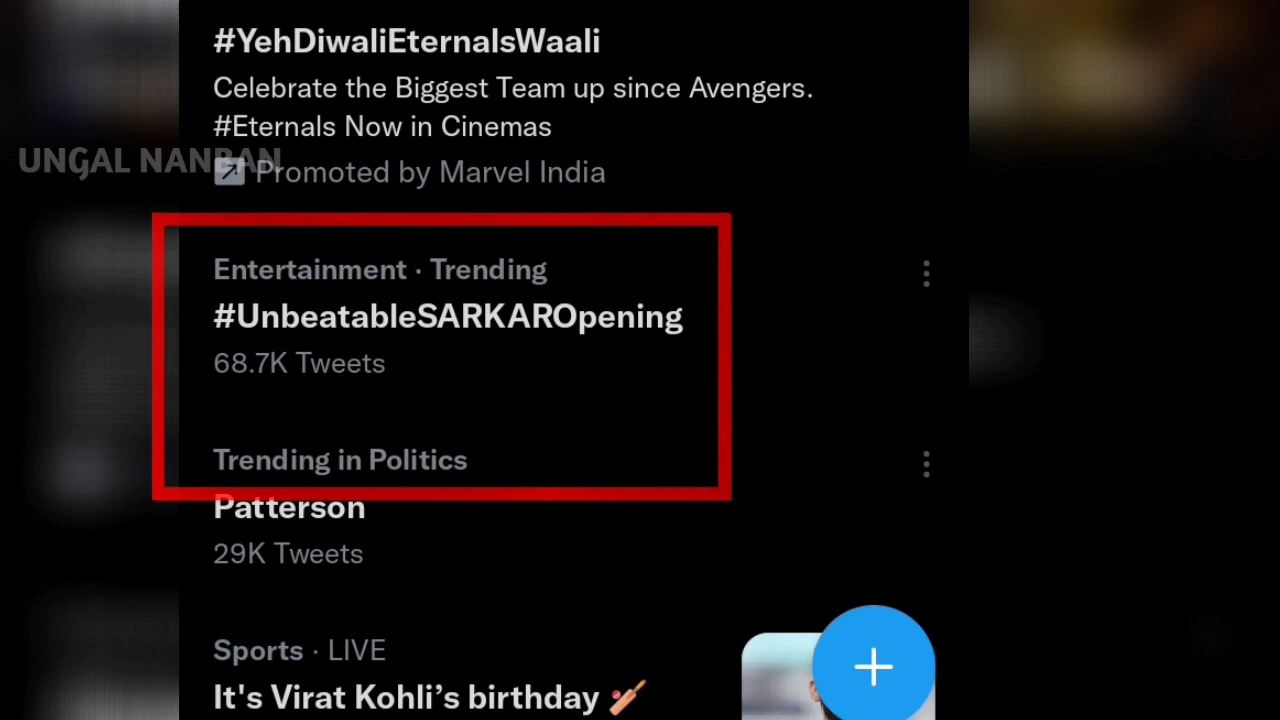 #YehDiwaliEternalsWaali
Celebrate the Biggest Team up since Avengers.
#Eternals Now in Cinemas
UNGAL NANBAN
Promoted by Marvel India
Entertainment · Trending
#UnbeatableSARKAROpening
68.7K Tweets
Trending in Politics
Patterson
29K Tweets
Sports · LIVE
It's Virat Kohli’s birthday 🏏